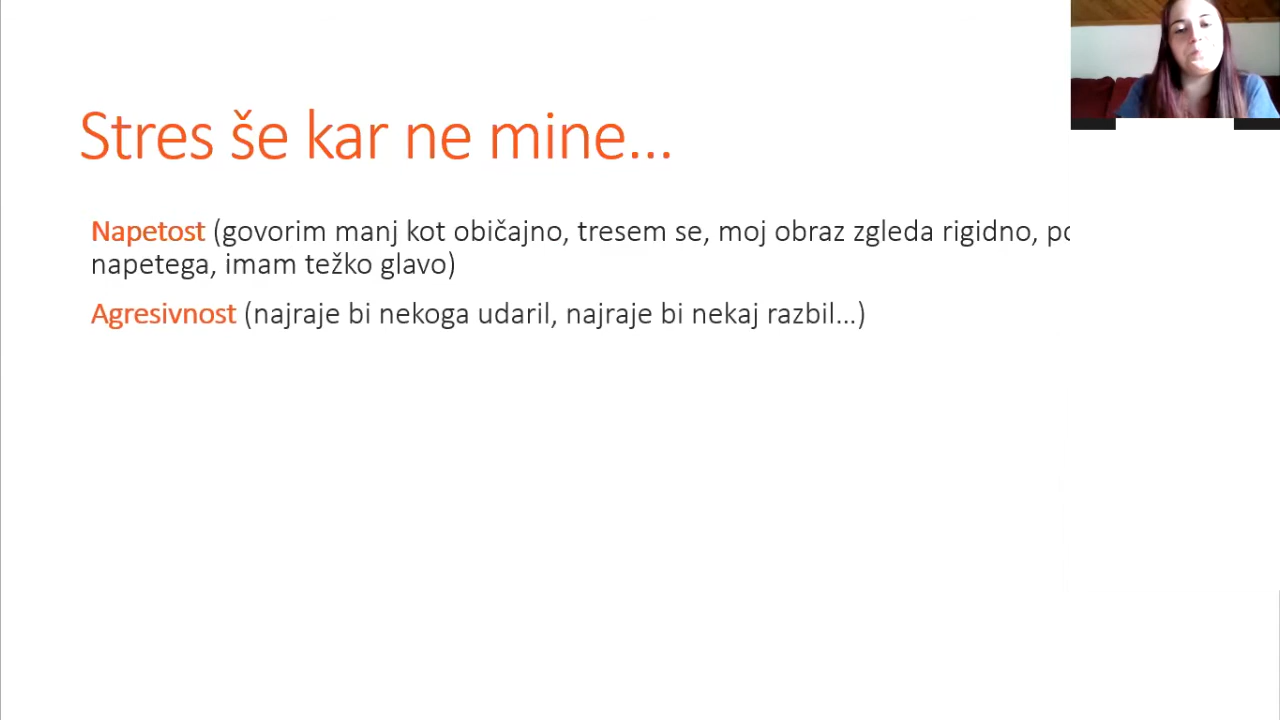 Stres še kar ne mine...
Napetost (govorim manj kot običajno, tresem se, moj obraz zgleda rigidno,
napetega, imam težko glavo)
Agresivnost (najraje bi nekoga udaril, najraje bi nekaj razbil...)